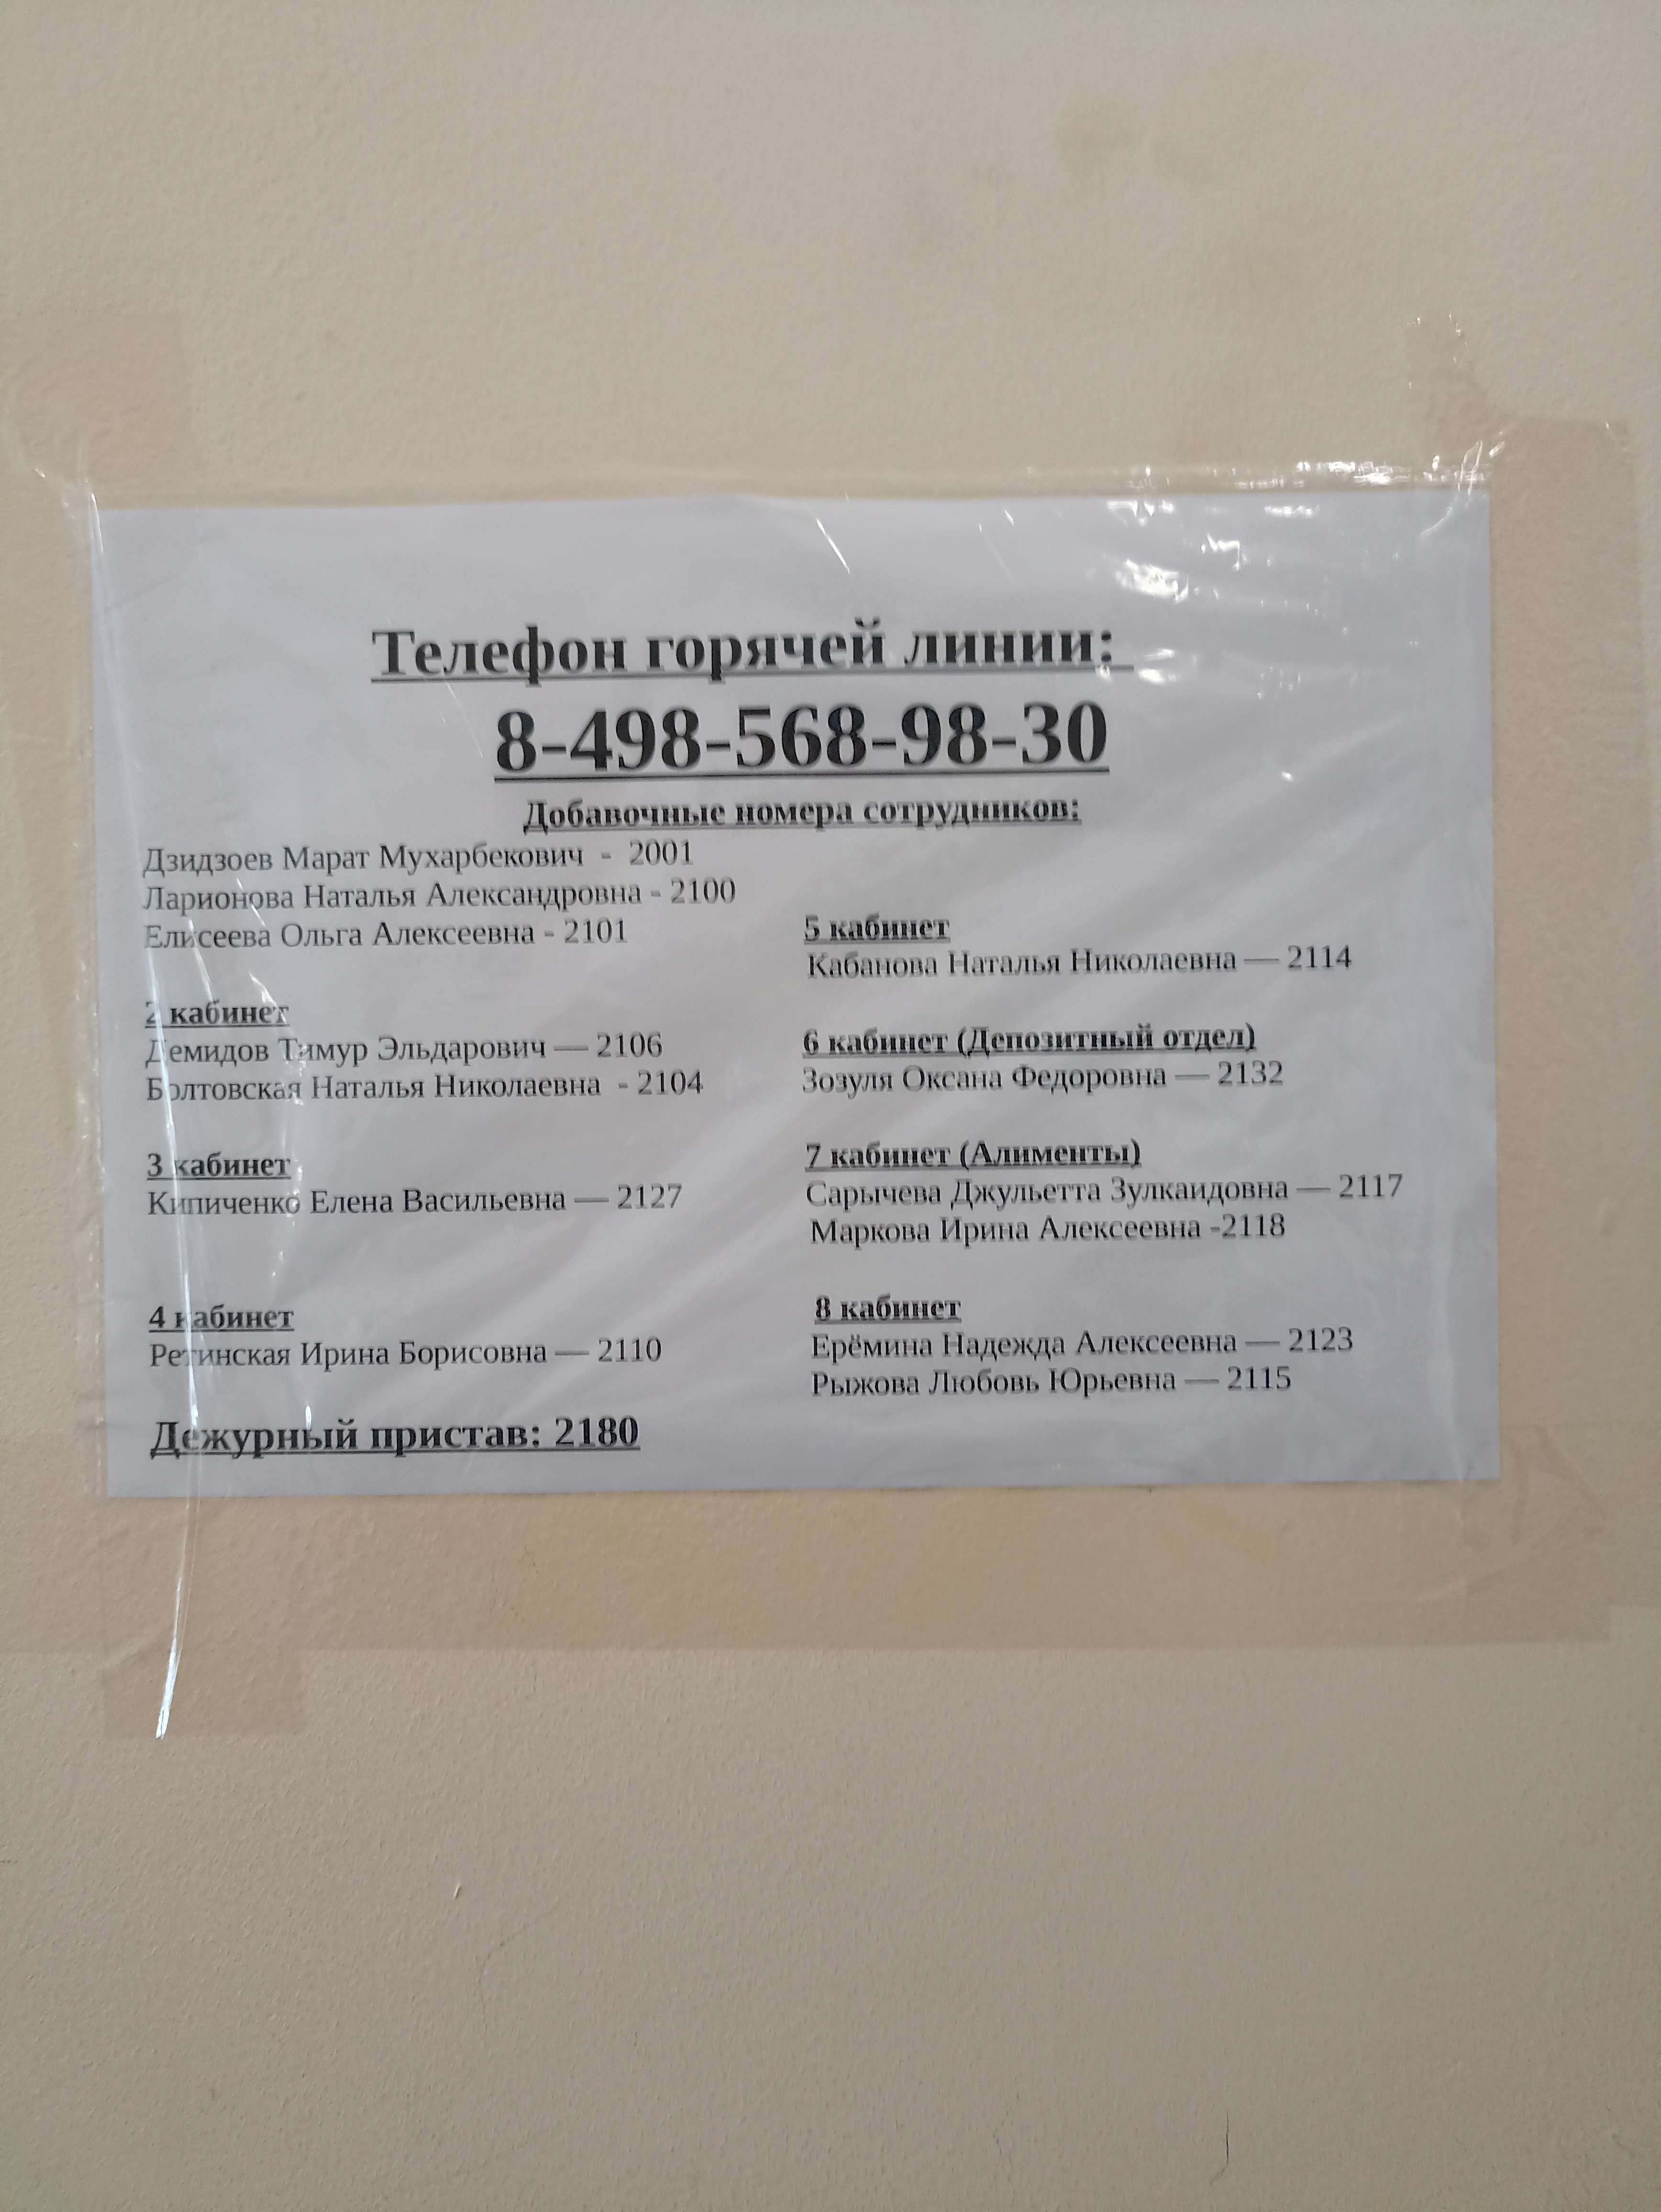 Телефон горячей линии:
8-498-568-98-30
Добавочные номера сотрудников:
Дзидзоев Марат Мухарбекович - 2001
Ларионова Наталья Александровна - 2100
Елисеева Ольга Алексеевна - 2101
2 кабинет
Демидов Тимур Эльдарович — 2106
Болтовская Наталья Николаевна - 2104
3 кабинет
Кипиченко Елена Васильевна — 2127
4 кабинет
Ретинская Ирина Борисовна — 2110
Дежурный пристав: 2180
5 кабинет
Кабанова Наталья Николаевна — 2114
6 кабинет (Депозитный отдел)
Зозуля Оксана Федоровна — 2132
7 кабинет (Алименты)
Сарычева Джульетта Зулкаидовна — 2117
Маркова Ирина Алексеевна -2118
8 кабинет
Ерёмина Надежда Алексеевна — 2123
Рыжова Любовь Юрьевна — 2115